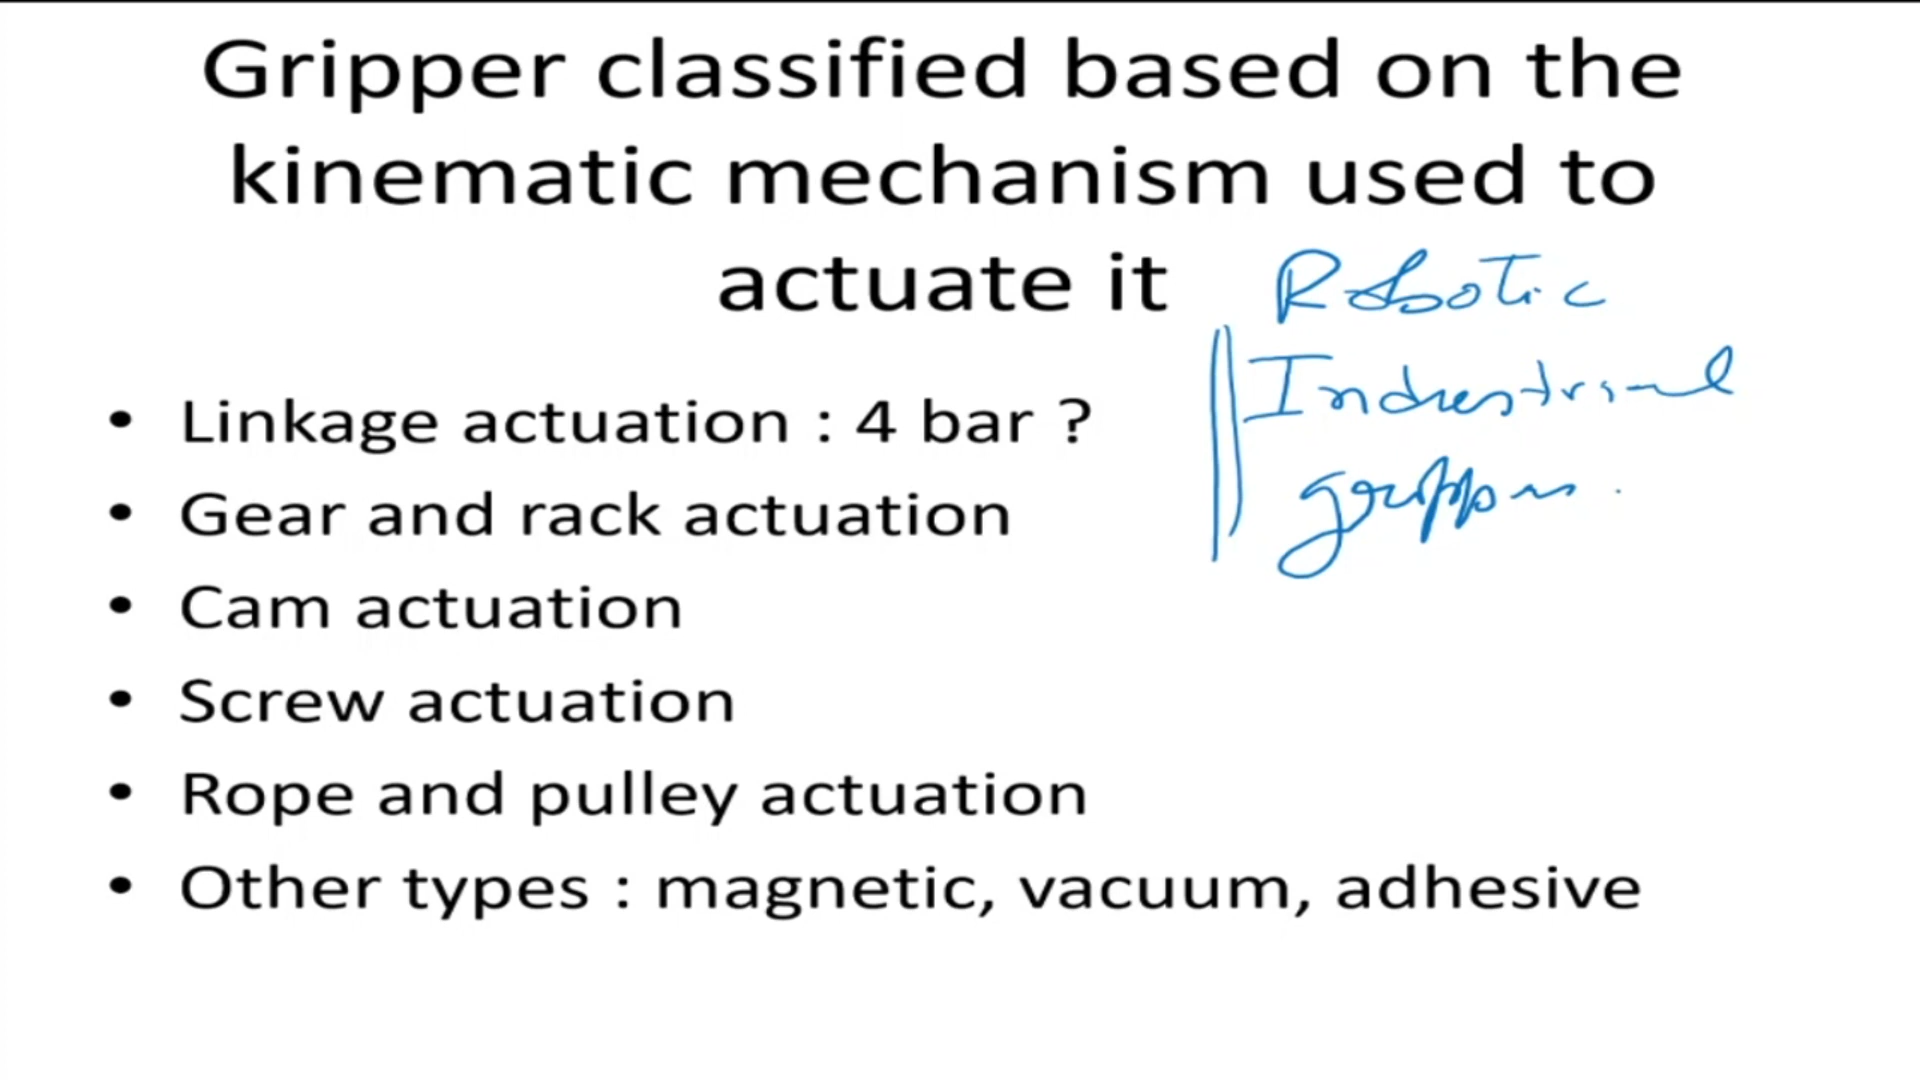 Gripper classified based on the
kinematic mechanism used to
actuate it
Robotic
Industrial
grippers.
• Linkage actuation : 4 bar ?
• Gear and rack actuation
• Cam actuation
• Screw actuation
• Rope and pulley actuation
• Other types : magnetic, vacuum, adhesive